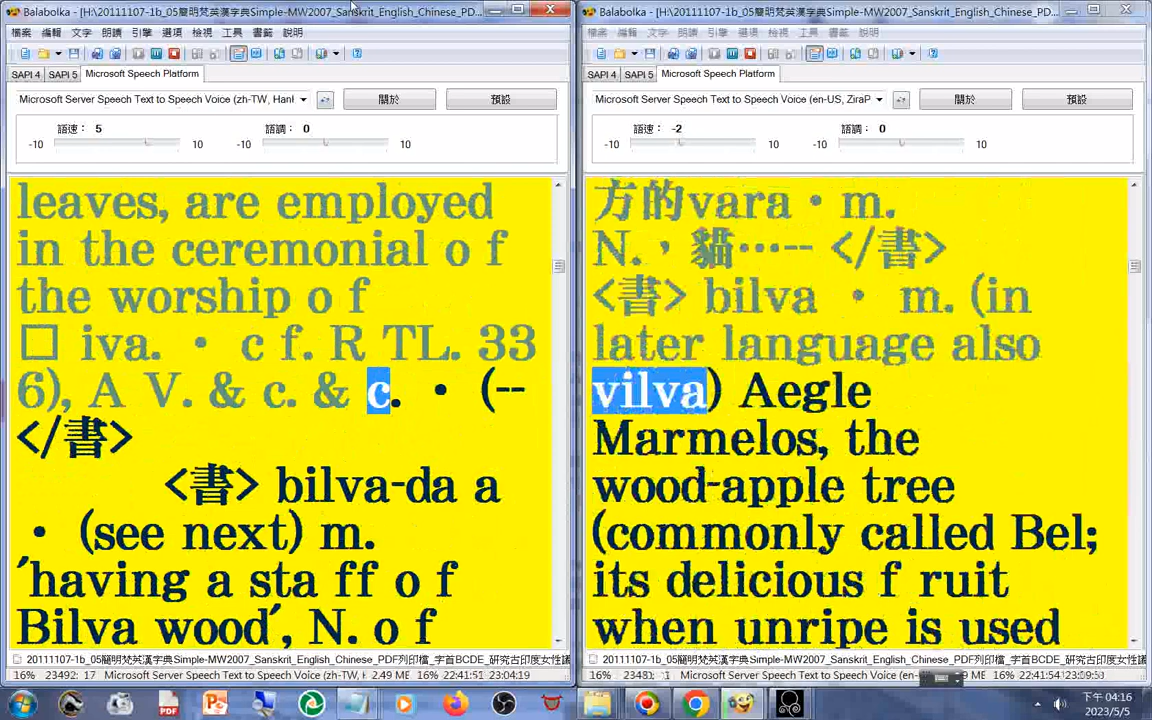 Balabolka - [H:\20111107-1b_05簡明梵英漢字典Simple-MW2007_Sanskrit_English_Chinese_PD...
檔案 編輯 文字 朗讀 引擎 選項 檢視 工具 書籤 說明
SAPI 4 SAPI 5 Microsoft Speech Platform
Microsoft Server Speech Text to Speech Voice (zh-TW, Hanl 關於 預設
語速： 5 語調： 0
-10 10 -10 10
leaves, are employed
in the ceremonial o f
the worship o f
□ iva. • c f. R TL. 33
6), A V. & c. & c. • (--
</書>
<書> bilva-da a
• (see next) m.
'having a sta ff o f
Bilva wood', N. o f
20111107-1b_05簡明梵英漢字典Simple-MW2007_Sanskrit_English_Chinese_PDF列印檔_字首BCDE_研究古印度女性議
16% 23492: 17 Microsoft Server Speech Text to Speech Voice (zh-TW, H 2.49 ME 16% 22:41:51 23:04:19
Balabolka - [H:\20111107-1b_05簡明梵英漢字典Simple-MW2007_Sanskrit_English_Chinese_PD...
檔案 編輯 文字 朗讀 引擎 選項 檢視 工具 書籤 說明
SAPI 4 SAPI 5 Microsoft Speech Platform
Microsoft Server Speech Text to Speech Voice (en-US, ZiraP 關於 預設
語速： -2 語調： 0
-10 10 -10 10
方的vara • m.
N.，貓…-- </書>
<書> bilva • m. (in
later language also
vilva) Aegle
Marmelos, the
wood-apple tree
(commonly called Bel;
its delicious f ruit
when unripe is used
20111107-1b_05簡明梵英漢字典Simple-MW2007_Sanskrit_English_Chinese_PDF列印檔_字首BCDE_研究古印度女性議
16% Microsoft Server Speech Text to Speech Voice (en- 16% 22:41:54
下午 04:16
2023/5/5